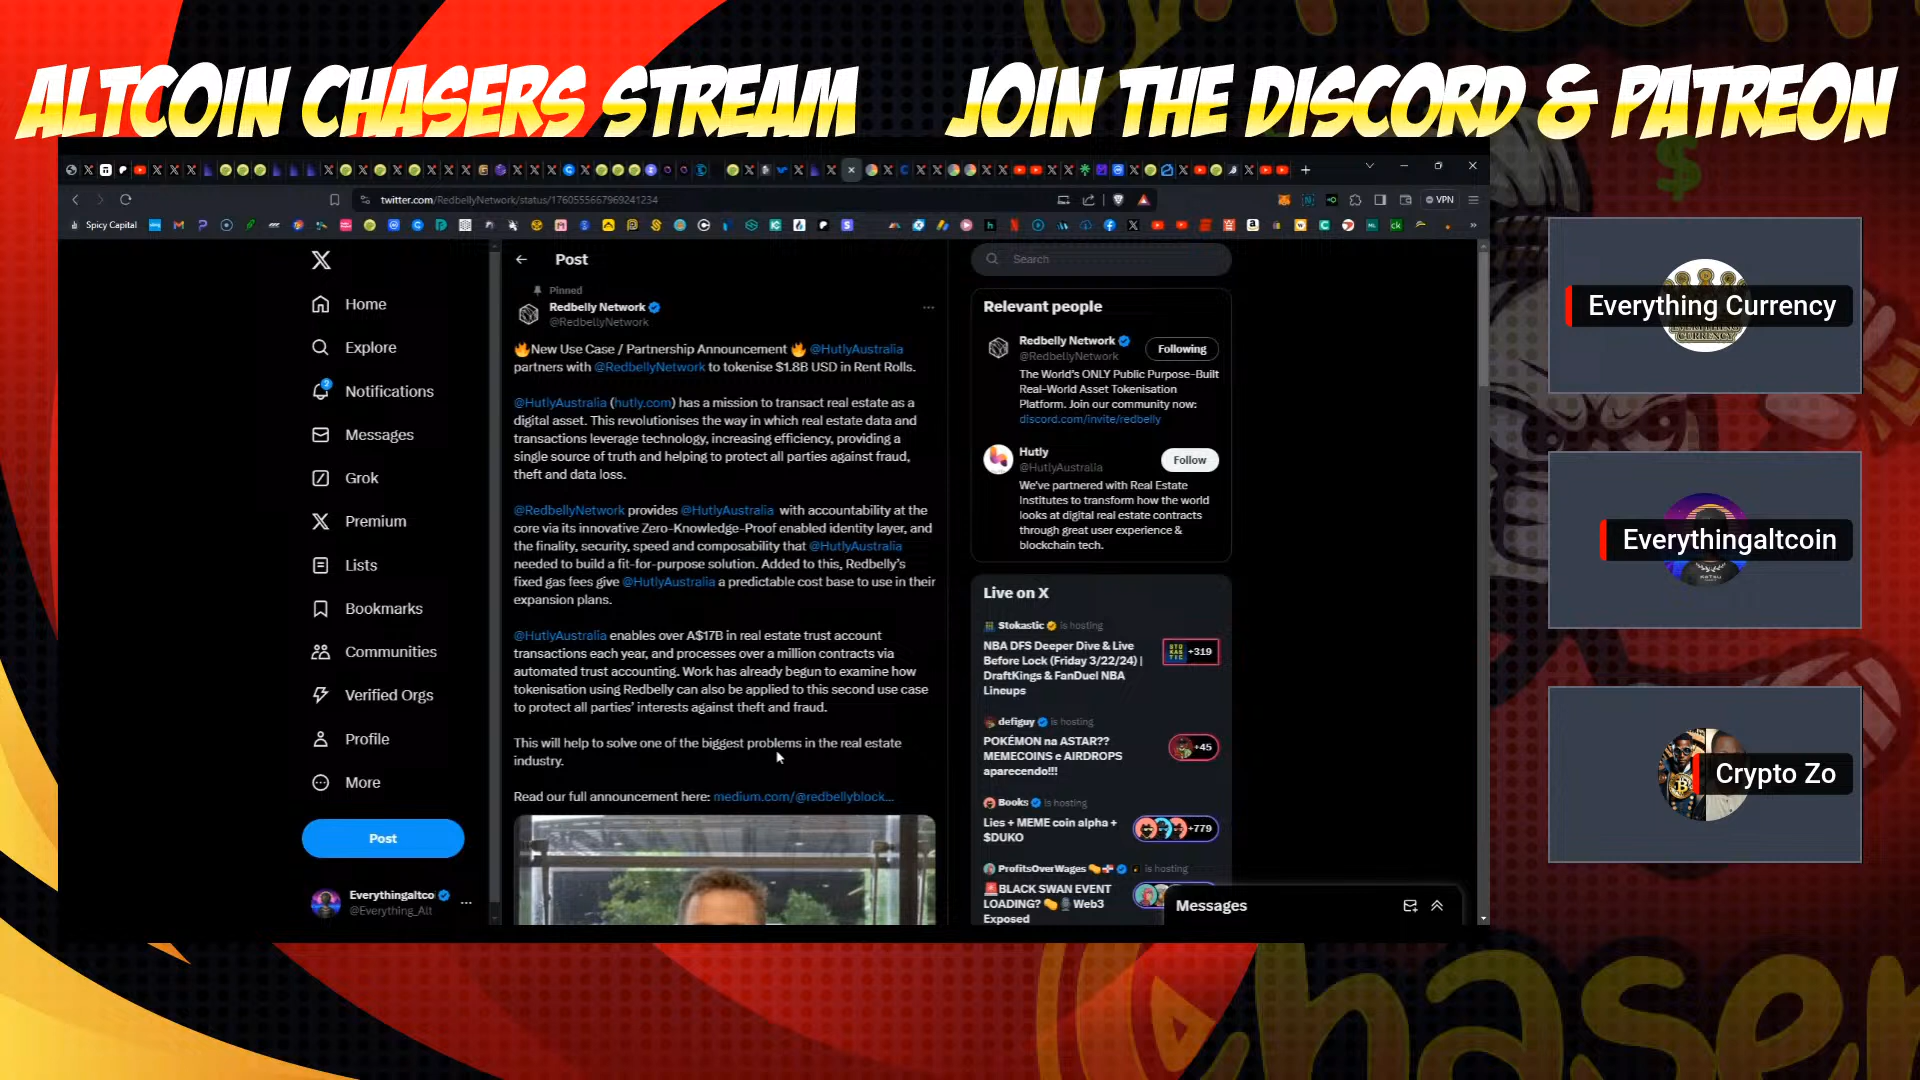 ALTCOIN CHASERS STREAM
JOIN THE DISCORD & PATREON
twitter.com/RedbellyNetwork/status/1760555667969241234
VPN
Spicy Capital
Home
Explore
2
Notifications
Messages
Grok
Premium
Lists
Bookmarks
Communities
Verified Orgs
Profile
More
Post
Everythingaltcoi
@Everything_Alt
Post
Pinned
Redbelly Network
@RedbellyNetwork
🔥New Use Case / Partnership Announcement 🔥 @HutlyAustralia
partners with @RedbellyNetwork to tokenise $1.8B USD in Rent Rolls.
@HutlyAustralia (hutly.com) has a mission to transact real estate as a
digital asset. This revolutionises the way in which real estate data and
transactions leverage technology, increasing efficiency, providing a
single source of truth and helping to protect all parties against fraud,
theft and data loss.
@RedbellyNetwork provides @HutlyAustralia with accountability at the
core via its innovative Zero-Knowledge-Proof enabled identity layer, and
the finality, security, speed and composability that @HutlyAustralia
needed to build a fit-for-purpose solution. Added to this, Redbelly's
fixed gas fees give @HutlyAustralia a predictable cost base to use in their
expansion plans.
@HutlyAustralia enables over A$17B in real estate trust account
transactions each year, and processes over a million contracts via
automated trust accounting. Work has already begun to examine how
tokenisation using Redbelly can also be applied to this second use case
to protect all parties' interests against theft and fraud.
This will help to solve one of the biggest problems in the real estate
industry.
Read our full announcement here: medium.com/@redbellyblock...
Search
Relevant people
Redbelly Network
@RedbellyNetwork
Following
The World's ONLY Public Purpose-Built
Real-World Asset Tokenisation
Platform. Join our community now:
discord.com/invite/redbelly
Hutly
@HutlyAustralia
Follow
We've partnered with Real Estate
Institutes to transform how the world
looks at digital real estate contracts
through great user experience &
blockchain tech.
Live on X
Stokastic is hosting
NBA DFS Deeper Dive & Live
Before Lock (Friday 3/22/24) |
DraftKings & FanDuel NBA
Lineups
+319
defiguy is hosting
POKÉMON na ASTAR??
MEMECOINS e AIRDROPS
aparecendo!!!
+45
Books is hosting
Lies + MEME coin alpha +
$DUKO
+779
ProfitsOverWages is hosting
🚨BLACK SWAN EVENT
LOADING? Web3
Exposed
Messages
Everything Currency
Everythingaltcoin
Crypto Zo